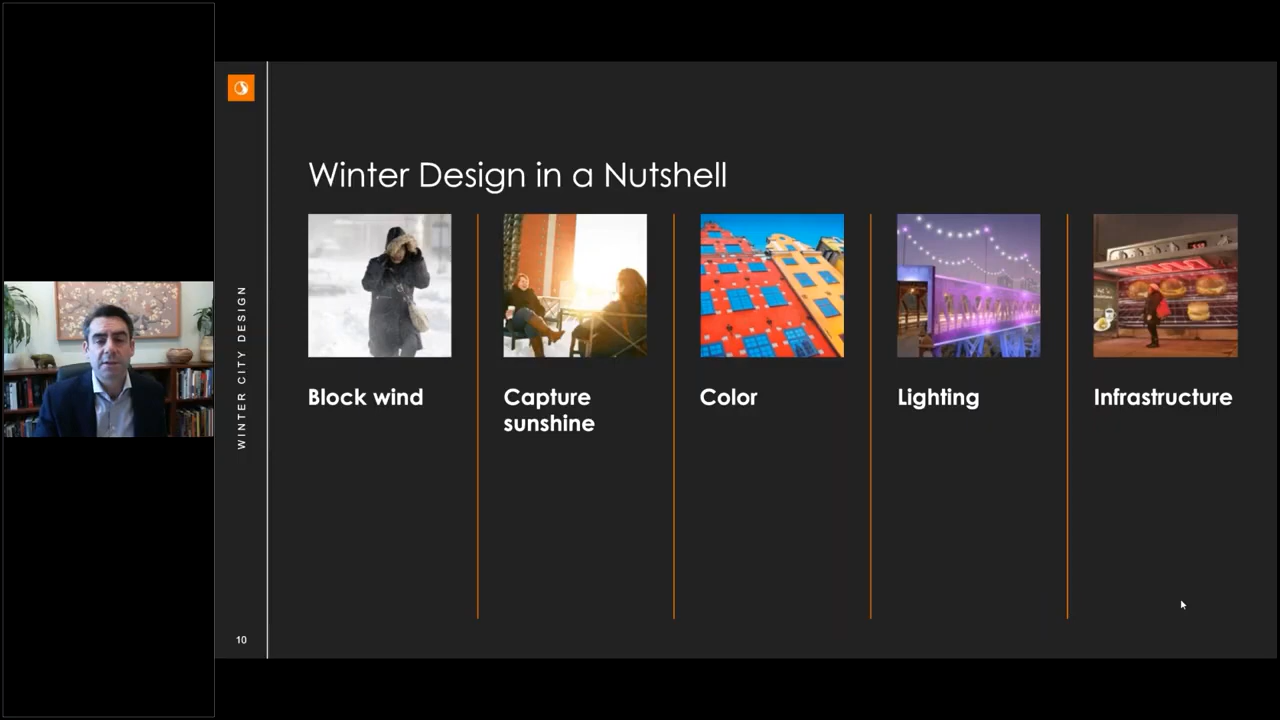 Winter Design in a Nutshell
Block wind
Capture
sunshine
Color
Lighting
Infrastructure
WINTER CITY DESIGN
10